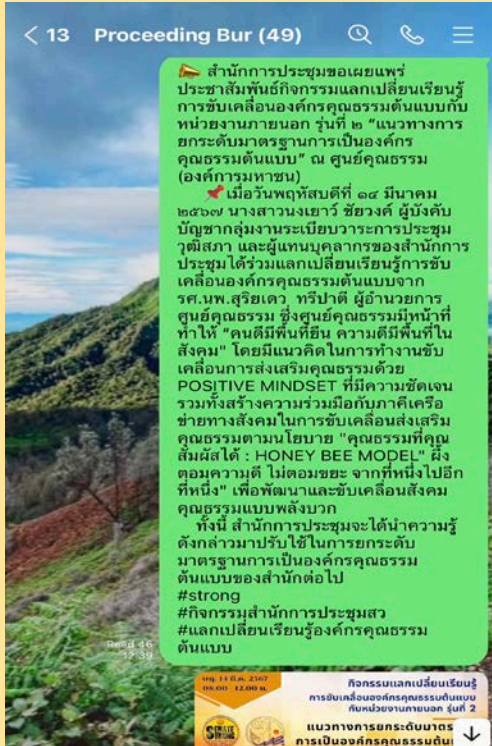 13 Proceeding Bur (49)
📣 สำนักการประชุมขอเผยแพร่
ประชาสัมพันธ์กิจกรรมแลกเปลี่ยนเรียนรู้
การขับเคลื่อนองค์กรคุณธรรมต้นแบบกับ
หน่วยงานภายนอก รุ่นที่ ๒ "แนวทางการ
ยกระดับมาตรฐานการเป็นองค์กร
คุณธรรมต้นแบบ" ณ ศูนย์คุณธรรม
(องค์การมหาชน)
📌เมื่อวันพฤหัสบดีที่ ๑๔ มีนาคม
๒๕๖๗ นางสาวนงเยาว์ ชัยวงค์ ผู้บังคับ
บัญชากลุ่มงานระเบียบวาระการประชุม
วุฒิสภา และผู้แทนบุคลากรของสำนักการ
ประชุมได้ร่วมแลกเปลี่ยนเรียนรู้การขับ
เคลื่อนองค์กรคุณธรรมต้นแบบจาก
รศ.นพ.สุริยเดว ทรีปาตี ผู้อำนวยการ
ศูนย์คุณธรรม ซึ่งศูนย์คุณธรรมมีหน้าที่
ทำให้ "คนดีมีพื้นที่ยืน ความดีมีพื้นที่ใน
สังคม" โดยมีแนวคิดในการทำงานขับ
เคลื่อนการส่งเสริมคุณธรรมด้วย
POSITIVE MINDSET ที่มีความชัดเจน
รวมทั้งสร้างความร่วมมือกับภาคีเครือ
ข่ายทางสังคมในการขับเคลื่อนส่งเสริม
คุณธรรมตามนโยบาย "คุณธรรมที่คุณ
สัมผัสได้ : HONEY BEE MODEL" ผึ้ง
ตอมความดี ไม่ตอมขยะ จากที่หนึ่งไปอีก
ที่หนึ่ง" เพื่อพัฒนาและขับเคลื่อนสังคม
คุณธรรมแบบพลังบวก
ทั้งนี้ สำนักการประชุมจะได้นำความรู้
ดังกล่าวมาปรับใช้ในการยกระดับ
มาตรฐานการเป็นองค์กรคุณธรรม
ต้นแบบของสำนักต่อไป
#strong
#กิจกรรมสำนักการประชุมสว
#แลกเปลี่ยนเรียนรู้องค์กรคุณธรรม
ต้นแบบ
Read 46
12:39
14 มี.ค. 2567
09.00 - 12.00 น.
กิจกรรมแลกเปลี่ยนเรียนรู้
การขับเคลื่อนองค์กรคุณธรรมต้นแบบ
กับหน่วยงานภายนอก รุ่นที่ 2
แนวทางการยกระดับมาตร
การเป็นองค์กรคุณธรรมต้น